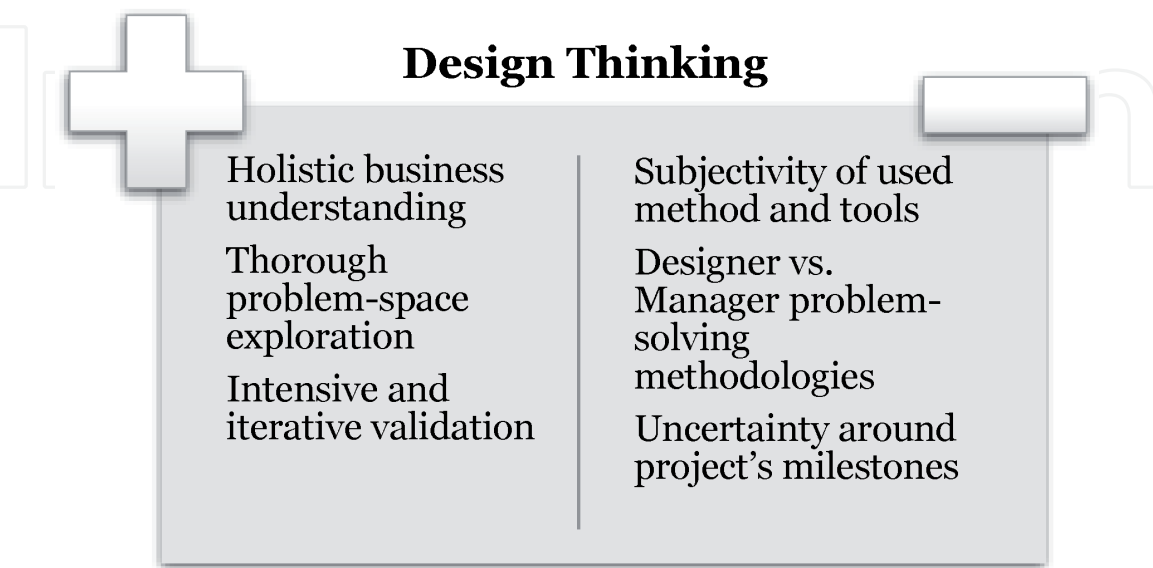 Design Thinking
Holistic business
understanding
Thorough
problem-space
exploration
Intensive and
iterative validation
Subjectivity of used
method and tools
Designer vs.
Manager problem-
solving
methodologies
Uncertainty around
project’s milestones